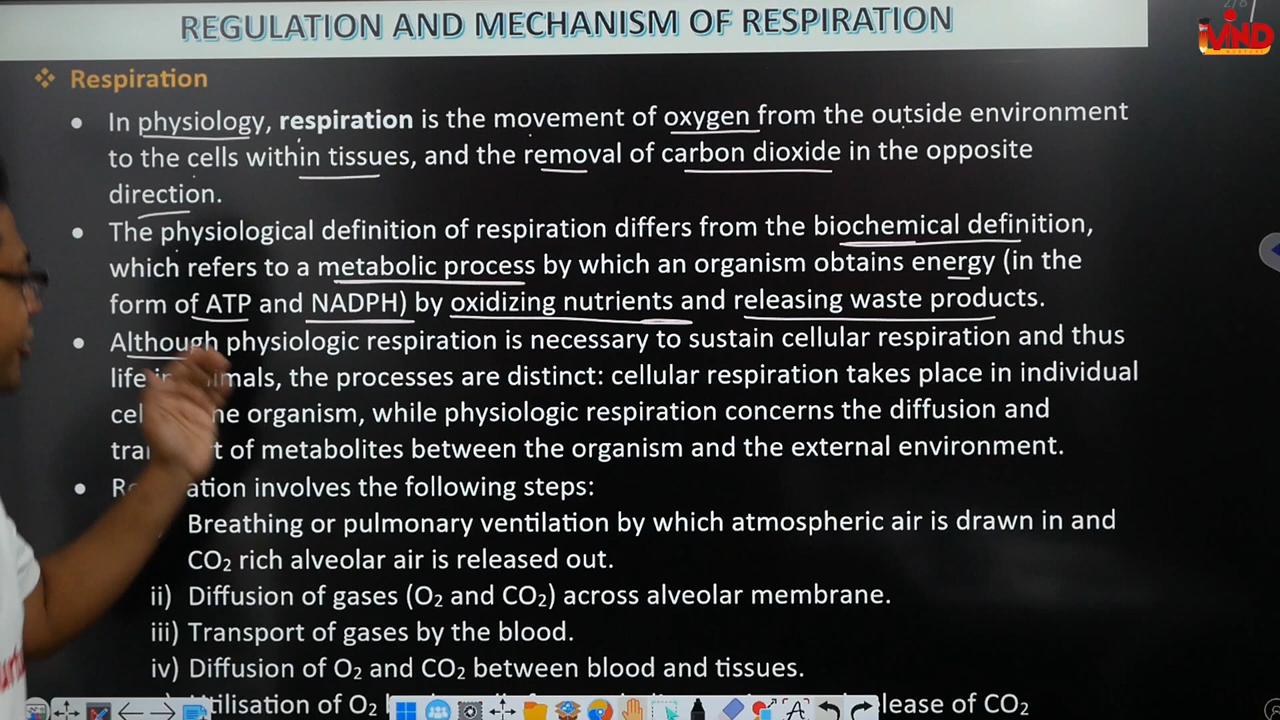 REGULATION AND MECHANISM OF RESPIRATION
2/8
MIND
❖ Respiration
• In physiology, respiration is the movement of oxygen from the outside environment
to the cells within tissues, and the removal of carbon dioxide in the opposite
direction.
• The physiological definition of respiration differs from the biochemical definition,
which refers to a metabolic process by which an organism obtains energy (in the
form of ATP and NADPH) by oxidizing nutrients and releasing waste products.
• Although physiologic respiration is necessary to sustain cellular respiration and thus
life in animals, the processes are distinct: cellular respiration takes place in individual
the organism, while physiologic respiration concerns the diffusion and
of metabolites between the organism and the external environment.
• Respiration involves the following steps:
Breathing or pulmonary ventilation by which atmospheric air is drawn in and
CO₂ rich alveolar air is released out.
ii) Diffusion of gases (O₂ and CO₂) across alveolar membrane.
iii) Transport of gases by the blood.
iv) Diffusion of O₂ and CO₂ between blood and tissues.
Utilisation of O₂ release of CO₂